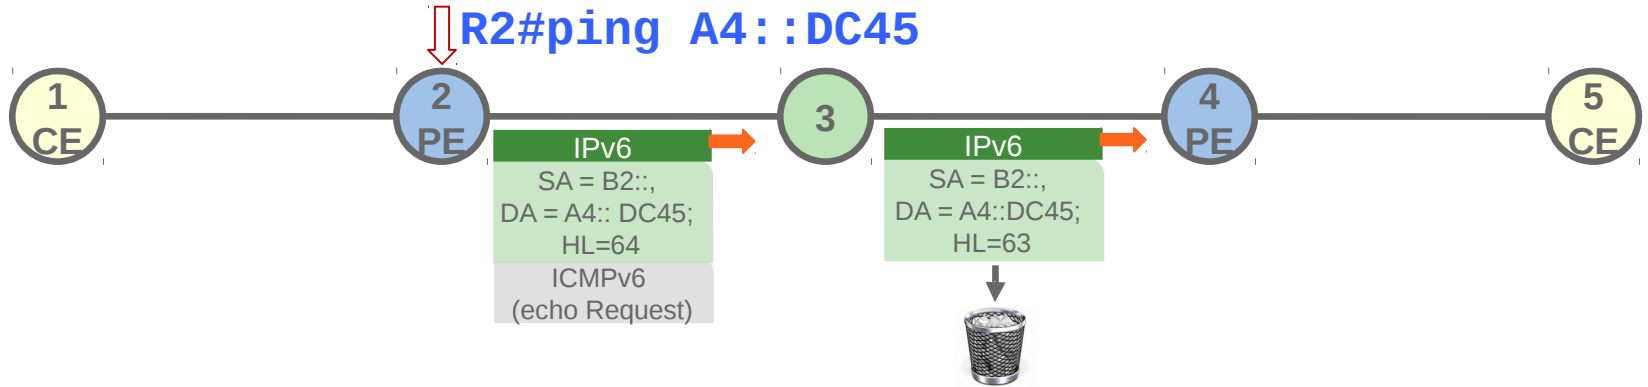 R2#ping A4::DC45
1
CE
2
PE
3
4
PE
5
CE
IPv6
SA = B2::,
DA = A4:: DC45;
HL=64
ICMPv6
(echo Request)
IPv6
SA = B2::,
DA = A4::DC45;
HL=63